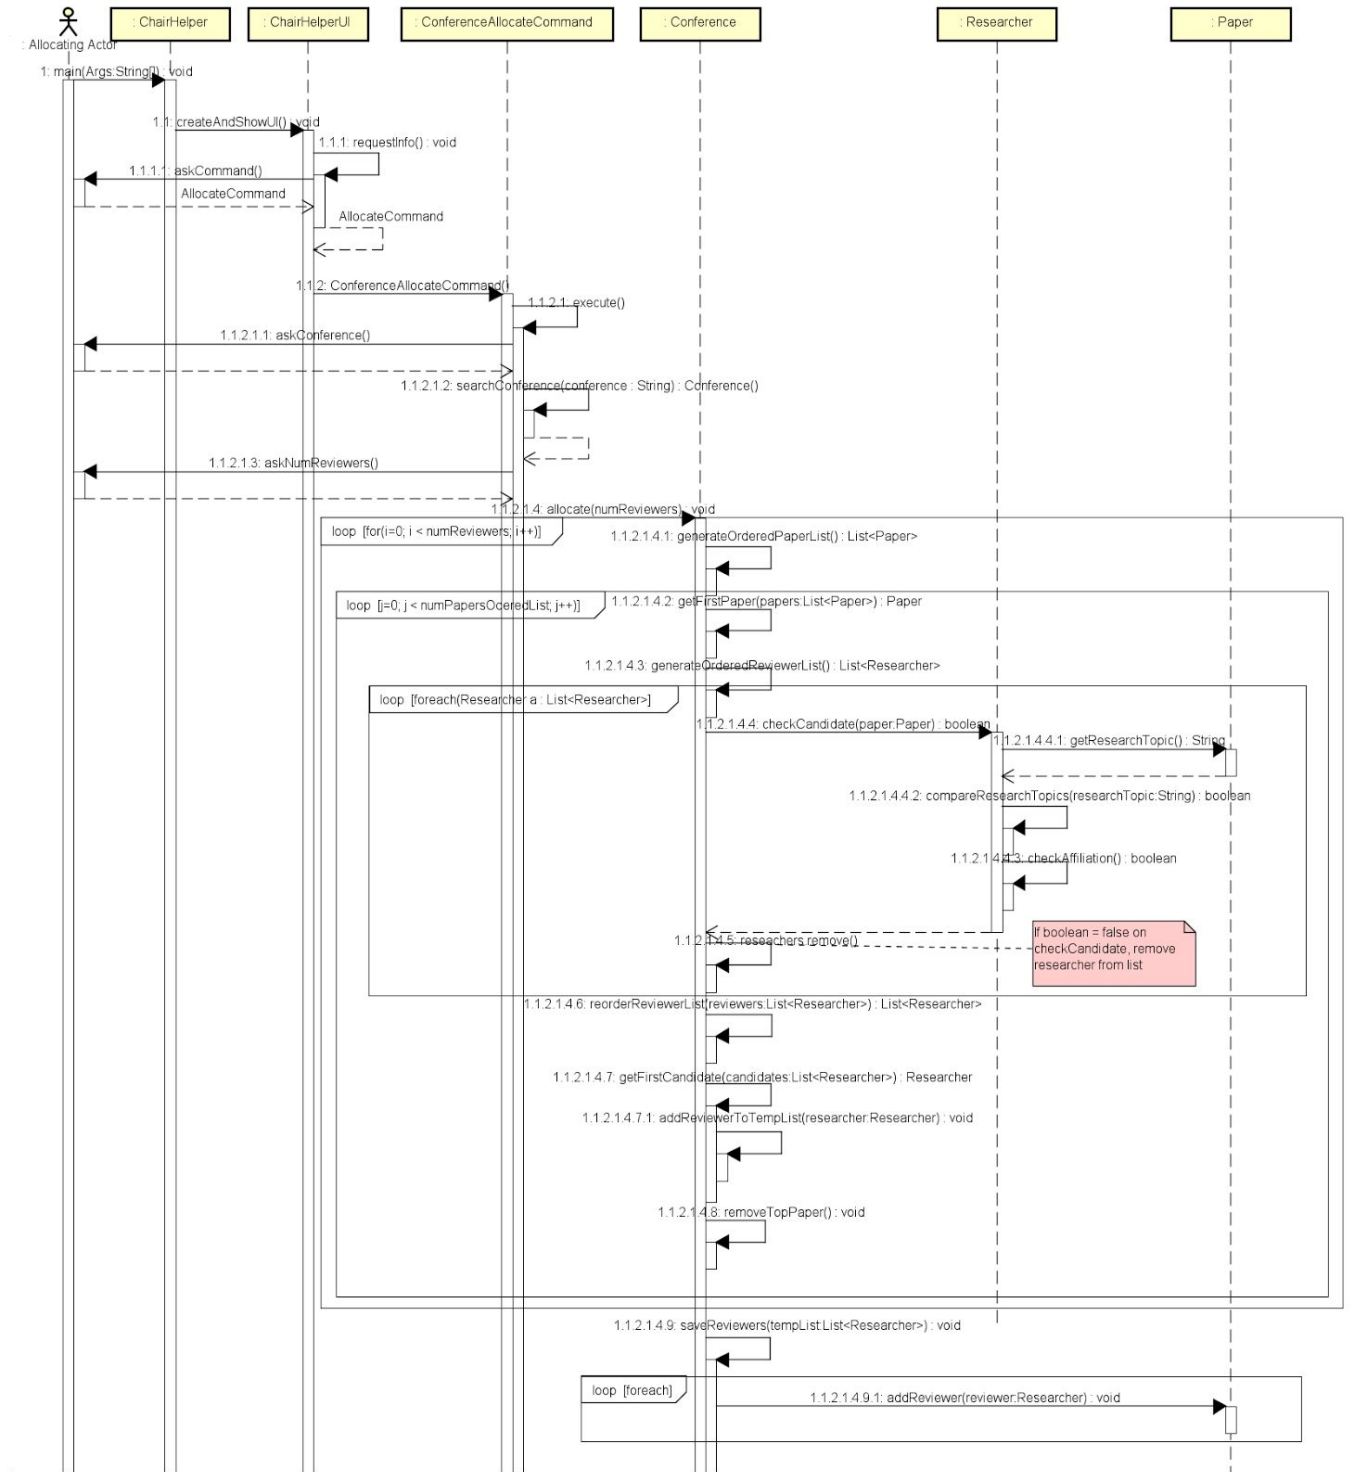 : ChairHelper
: ChairHelperUI
: ConferenceAllocateCommand
: Conference
: Researcher
: Paper
: Allocating Actor
1: main(Args:String[]) : void
1.1: createAndShowUI() : void
1.1.1: requestInfo() : void
1.1.1.1: askCommand()
AllocateCommand
AllocateCommand
1.1.2: ConferenceAllocateCommand()
1.1.2.1: execute()
1.1.2.1.1: askConference()
1.1.2.1.2: searchConference(conference : String) : Conference()
1.1.2.1.3: askNumReviewers()
1.1.2.1.4: allocate(numReviewers) : void
loop [for(i=0; i < numReviewers; i++)]
1.1.2.1.4.1: generateOrderedPaperList() : List<Paper>
loop [j=0; j < numPapersOderedList; j++)]
1.1.2.1.4.2: getFirstPaper(papers:List<Paper>) : Paper
1.1.2.1.4.3: generateOrderedReviewerList() : List<Researcher>
loop [foreach(Researcher a : List<Researcher>]
1.1.2.1.4.4: checkCandidate(paper:Paper) : boolean
1.1.2.1.4.4.1: getResearchTopic() : String
1.1.2.1.4.4.2: compareResearchTopics(researchTopic:String) : boolean
1.1.2.1.4.4.3: checkAffiliation() : boolean
If boolean = false on
checkCandidate, remove
researcher from list
1.1.2.1.4.5: reseachers.remove()
1.1.2.1.4.6: reorderReviewerList(reviewers:List<Researcher>) : List<Researcher>
1.1.2.1.4.7: getFirstCandidate(candidates:List<Researcher>) : Researcher
1.1.2.1.4.7.1: addReviewerToTempList(researcher:Researcher) : void
1.1.2.1.4.8: removeTopPaper() : void
1.1.2.1.4.9: saveReviewers(tempList:List<Researcher>) : void
loop [foreach]
1.1.2.1.4.9.1: addReviewer(reviewer:Researcher) : void